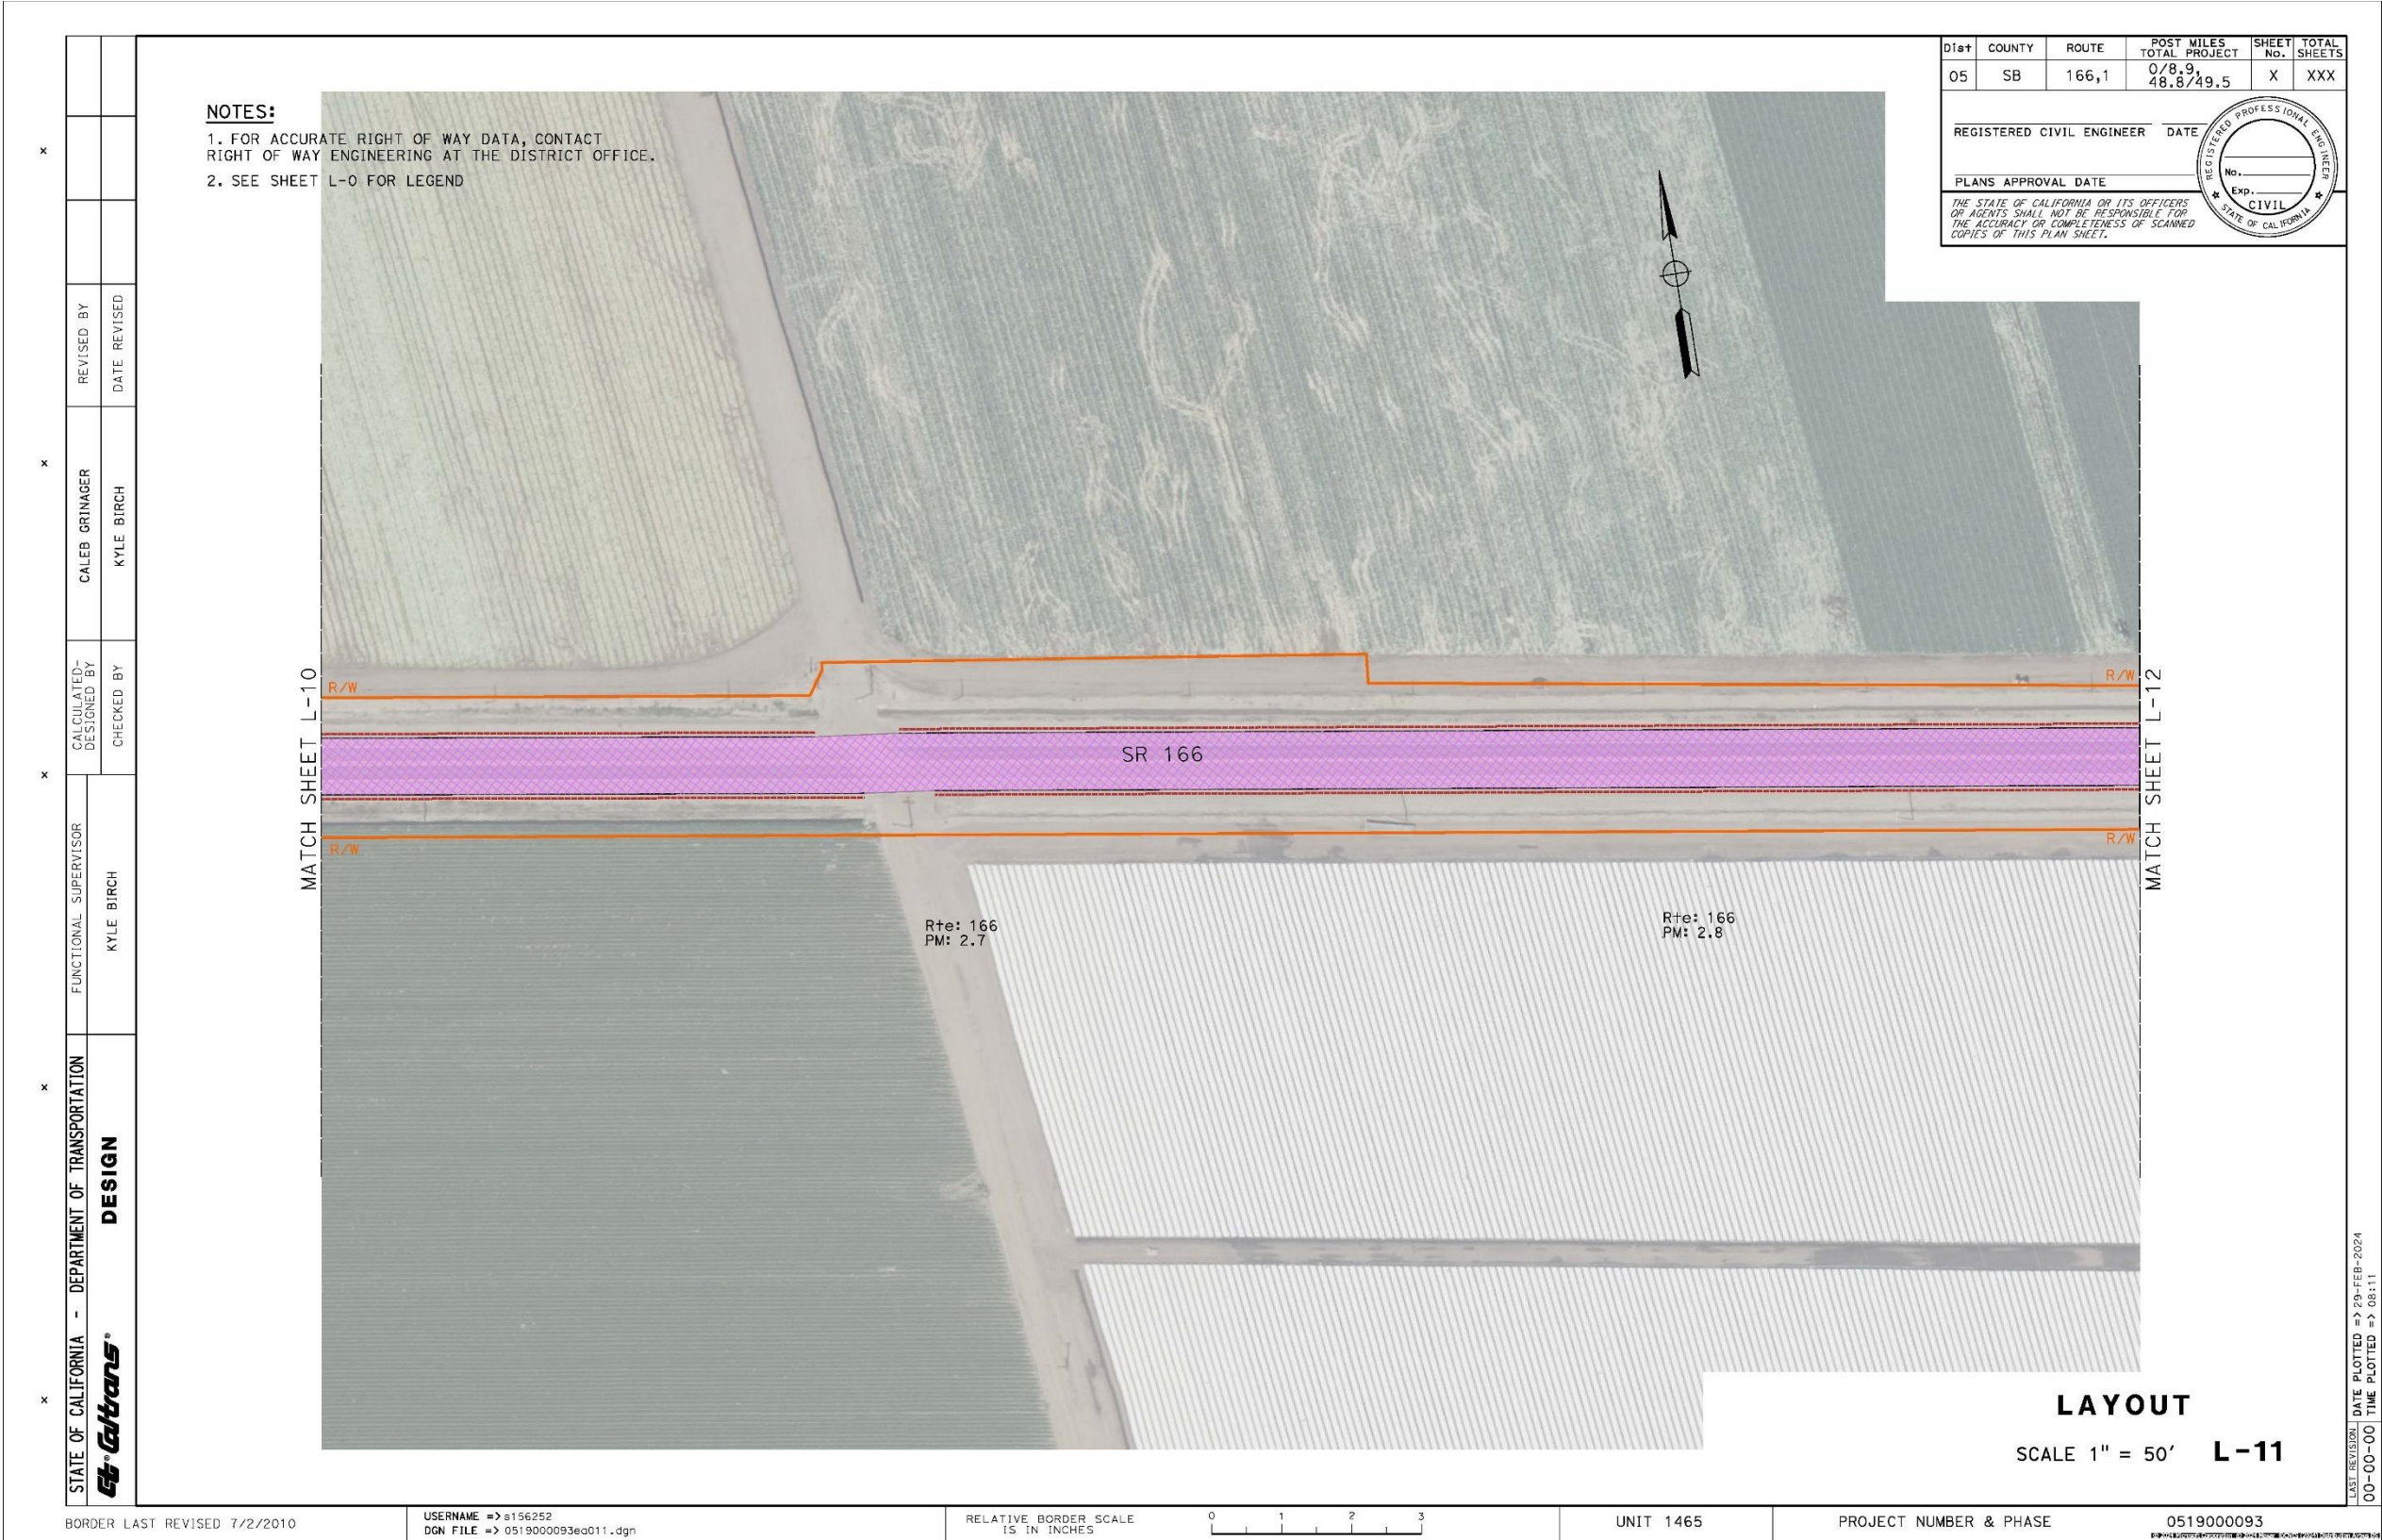 NOTES:
1. FOR ACCURATE RIGHT OF WAY DATA, CONTACT
RIGHT OF WAY ENGINEERING AT THE DISTRICT OFFICE.
2. SEE SHEET L-0 FOR LEGEND
Dist COUNTY ROUTE POST MILES TOTAL PROJECT SHEET No. TOTAL SHEETS
05 SB 166,1 0/8.9, 48.8/49.5 X XXX
REGISTERED CIVIL ENGINEER DATE
PLANS APPROVAL DATE
THE STATE OF CALIFORNIA OR ITS OFFICERS
OR AGENTS SHALL NOT BE RESPONSIBLE FOR
THE ACCURACY OR COMPLETENESS OF SCANNED
COPIES OF THIS PLAN SHEET.
REGISTERED PROFESSIONAL ENGINEER
No.
Exp.
CIVIL
STATE OF CALIFORNIA
REVISED BY
DATE REVISED
CALEB GRINAGER
KYLE BIRCH
CALCULATED-
DESIGNED BY
CHECKED BY
FUNCTIONAL SUPERVISOR
KYLE BIRCH
STATE OF CALIFORNIA - DEPARTMENT OF TRANSPORTATION
DESIGN
Ct Caltrans®
x
x
x
x
x
MATCH SHEET L-10
R/W
R/W
SR 166
R/W
R/W
MATCH SHEET L-12
Rte: 166
PM: 2.7
Rte: 166
PM: 2.8
LAYOUT
SCALE 1" = 50'
L-11
DATE PLOTTED => 29-FEB-2024
TIME PLOTTED => 08:11
LAST REVISION
00-00-00
BORDER LAST REVISED 7/2/2010
USERNAME => s156252
DGN FILE => 0519000093ea011.dgn
RELATIVE BORDER SCALE
IS IN INCHES
0 1 2 3
UNIT 1465
PROJECT NUMBER & PHASE
0519000093